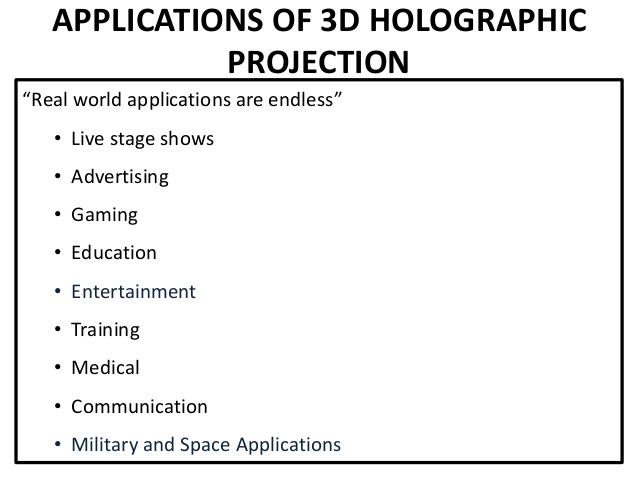 APPLICATIONS OF 3D HOLOGRAPHIC
PROJECTION
“Real world applications are endless”
• Live stage shows
• Advertising
• Gaming
• Education
• Entertainment
• Training
• Medical
• Communication
• Military and Space Applications